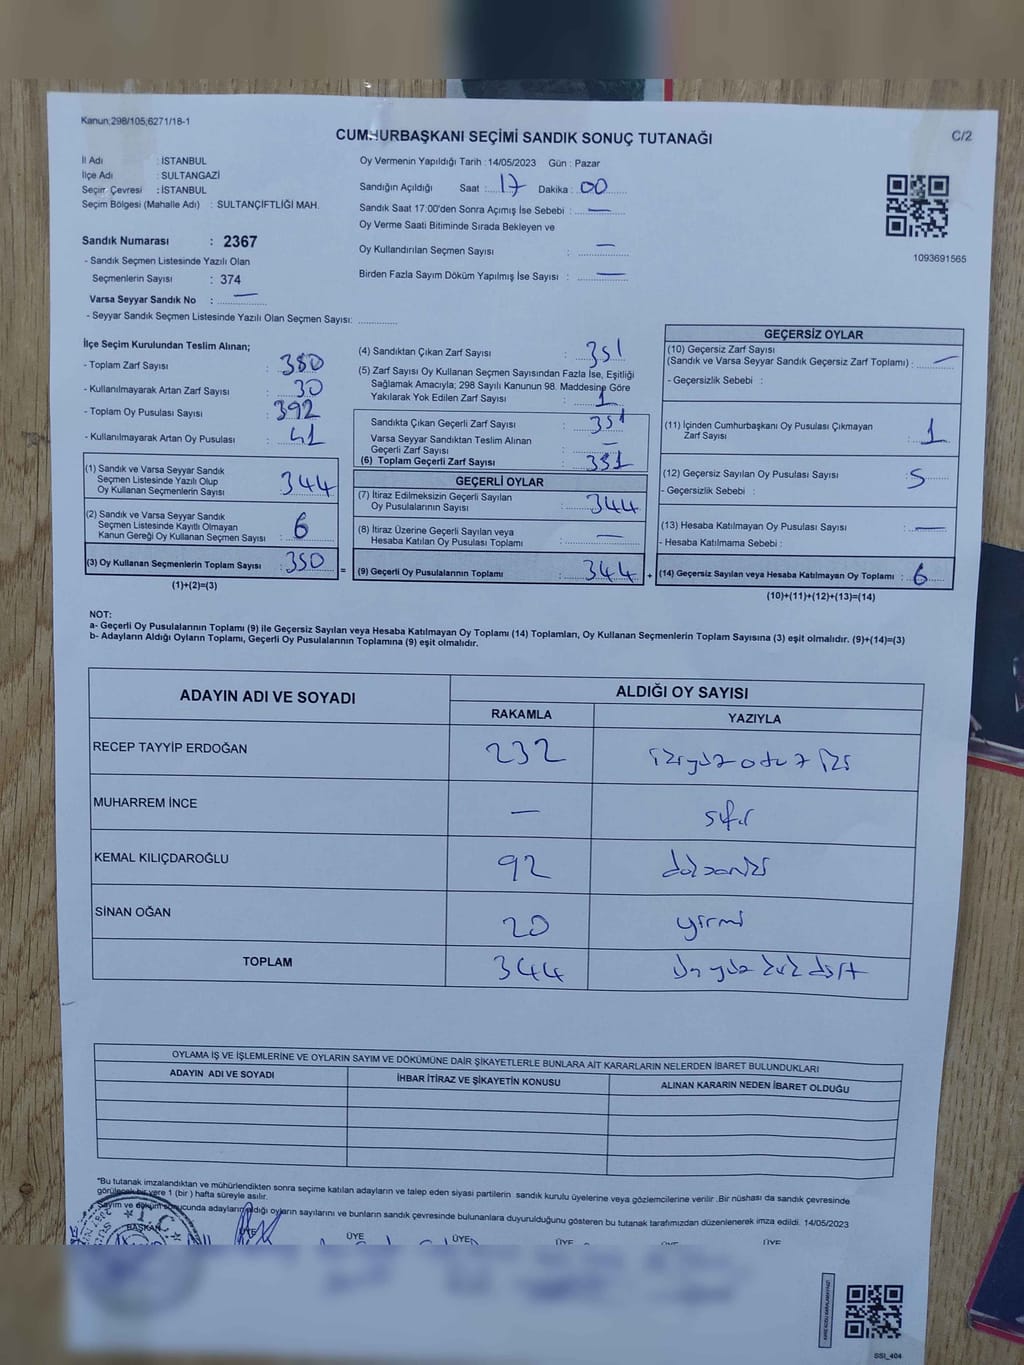 Kanun;298/105;6271/18-1
C/2
CUMHURBAŞKANI SEÇİMİ SANDIK SONUÇ TUTANAĞI
İl Adı : İSTANBUL
İlçe Adı : SULTANGAZİ
Seçim Çevresi : İSTANBUL
Seçim Bölgesi (Mahalle Adı) : SULTANÇİFTLİĞİ MAH.
Sandık Numarası : 2367
- Sandık Seçmen Listesinde Yazılı Olan
Seçmenlerin Sayısı : 374
Varsa Seyyar Sandık No : —
- Seyyar Sandık Seçmen Listesinde Yazılı Olan Seçmen Sayısı:
Oy Vermenin Yapıldığı Tarih : 14/05/2023 Gün : Pazar
Sandığın Açıldığı Saat : 17 Dakika : 00
Sandık Saat 17:00'den Sonra Açımış İse Sebebi : —
Oy Verme Saati Bitiminde Sırada Bekleyen ve
Oy Kullandırılan Seçmen Sayısı : —
Birden Fazla Sayım Döküm Yapılmış İse Sayısı : —
1093691565
İlçe Seçim Kurulundan Teslim Alınan;
- Toplam Zarf Sayısı : 380
- Kullanılmayarak Artan Zarf Sayısı : 30
- Toplam Oy Pusulası Sayısı : 392
- Kullanılmayarak Artan Oy Pusulası : 41
(1) Sandık ve Varsa Seyyar Sandık
Seçmen Listesinde Yazılı Olup
Oy Kullanan Seçmenlerin Sayısı : 344
(2) Sandık ve Varsa Seyyar Sandık
Seçmen Listesinde Kayıtlı Olmayan
Kanun Gereği Oy Kullanan Seçmen Sayısı : 6
(3) Oy Kullanan Seçmenlerin Toplam Sayısı : 350
(1)+(2)=(3)
=
(4) Sandıktan Çıkan Zarf Sayısı : 351
(5) Zarf Sayısı Oy Kullanan Seçmen Sayısından Fazla İse, Eşitliği
Sağlamak Amacıyla; 298 Sayılı Kanunun 98. Maddesine Göre
Yakılarak Yok Edilen Zarf Sayısı : 1
Sandıkta Çıkan Geçerli Zarf Sayısı : 351
Varsa Seyyar Sandıktan Teslim Alınan
Geçerli Zarf Sayısı : —
(6) Toplam Geçerli Zarf Sayısı : 351
GEÇERLİ OYLAR
(7) İtiraz Edilmeksizin Geçerli Sayılan
Oy Pusulalarının Sayısı : 344
(8) İtiraz Üzerine Geçerli Sayılan veya
Hesaba Katılan Oy Pusulası Toplamı : —
(9) Geçerli Oy Pusulalarının Toplamı : 344
+
GEÇERSİZ OYLAR
(10) Geçersiz Zarf Sayısı
(Sandık ve Varsa Seyyar Sandık Geçersiz Zarf Toplamı) : —
- Geçersizlik Sebebi :
(11) İçinden Cumhurbaşkanı Oy Pusulası Çıkmayan
Zarf Sayısı : 1
(12) Geçersiz Sayılan Oy Pusulası Sayısı : 5
- Geçersizlik Sebebi :
(13) Hesaba Katılmayan Oy Pusulası Sayısı : —
- Hesaba Katılmama Sebebi :
(14) Geçersiz Sayılan veya Hesaba Katılmayan Oy Toplamı : 6
(10)+(11)+(12)+(13)=(14)
NOT:
a- Geçerli Oy Pusulalarının Toplamı (9) ile Geçersiz Sayılan veya Hesaba Katılmayan Oy Toplamı (14) Toplamları, Oy Kullanan Seçmenlerin Toplam Sayısına (3) eşit olmalıdır. (9)+(14)=(3)
b- Adayların Aldığı Oyların Toplamı, Geçerli Oy Pusulalarının Toplamına (9) eşit olmalıdır.
ADAYIN ADI VE SOYADI
ALDIĞI OY SAYISI
RAKAMLA
YAZIYLA
RECEP TAYYİP ERDOĞAN 232 ikiyüz otuz iki
MUHARREM İNCE — sıfır
KEMAL KILIÇDAROĞLU 92 doksaniki
SİNAN OĞAN 20 yirmi
TOPLAM 344 üç yüz kırk dört
OYLAMA İŞ VE İŞLEMLERİNE VE OYLARIN SAYIM VE DÖKÜMÜNE DAİR ŞİKAYETLERLE BUNLARA AİT KARARLARIN NELERDEN İBARET BULUNDUKLARI
ADAYIN ADI VE SOYADI
İHBAR İTİRAZ VE ŞİKAYETİN KONUSU
ALINAN KARARIN NEDEN İBARET OLDUĞU
*Bu tutanak imzalandıktan ve mühürlendikten sonra seçime katılan adayların ve talep eden siyasi partilerin sandık kurulu üyelerine veya gözlemcilerine verilir .Bir nüshası da sandık çevresinde
görülecek bir yere 1 (bir ) hafta süreyle asılır.
Sayım ve döküm sonucunda adayların aldığı oyların sayılarını ve bunların sandık çevresinde bulunanlara duyurulduğunu gösteren bu tutanak tarafımızdan düzenlenerek imza edildi. 14/05/2023
BAŞKAN ÜYE ÜYE ÜYE ÜYE ÜYE ÜYE
SSI_404